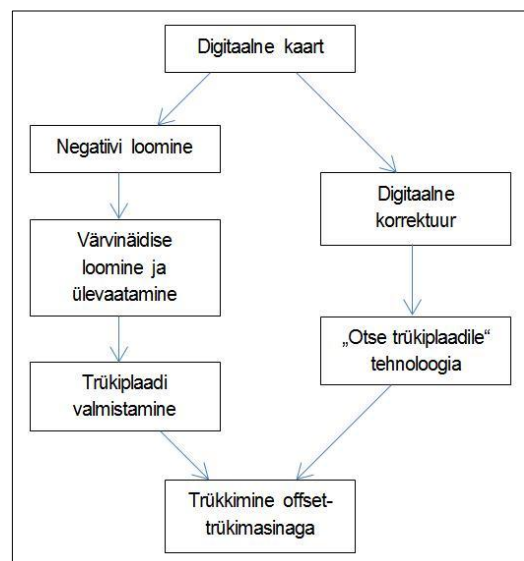 Digitaalne kaart
Negatiivi loomine
Värvinäidise
loomine ja
ülevaatamine
Trükiplaadi
valmistamine
Digitaalne
korrektuur
„Otse trükiplaadile“
tehnoloogia
Trükkimine offset-
trükimasinaga